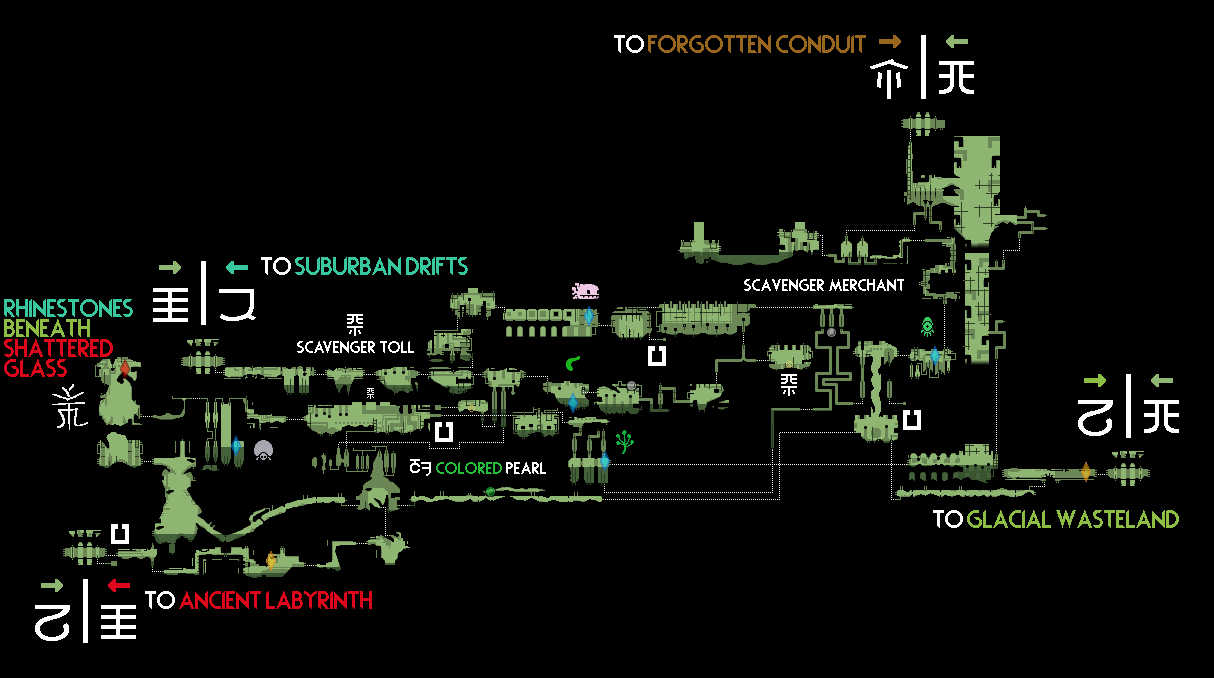 TO FORGOTTEN CONDUIT
TO SUBURBAN DRIFTS
SCAVENGER MERCHANT
RHINESTONES
BENEATH
SHATTERED
GLASS
SCAVENGER TOLL
COLORED PEARL
TO GLACIAL WASTELAND
TO ANCIENT LABYRINTH